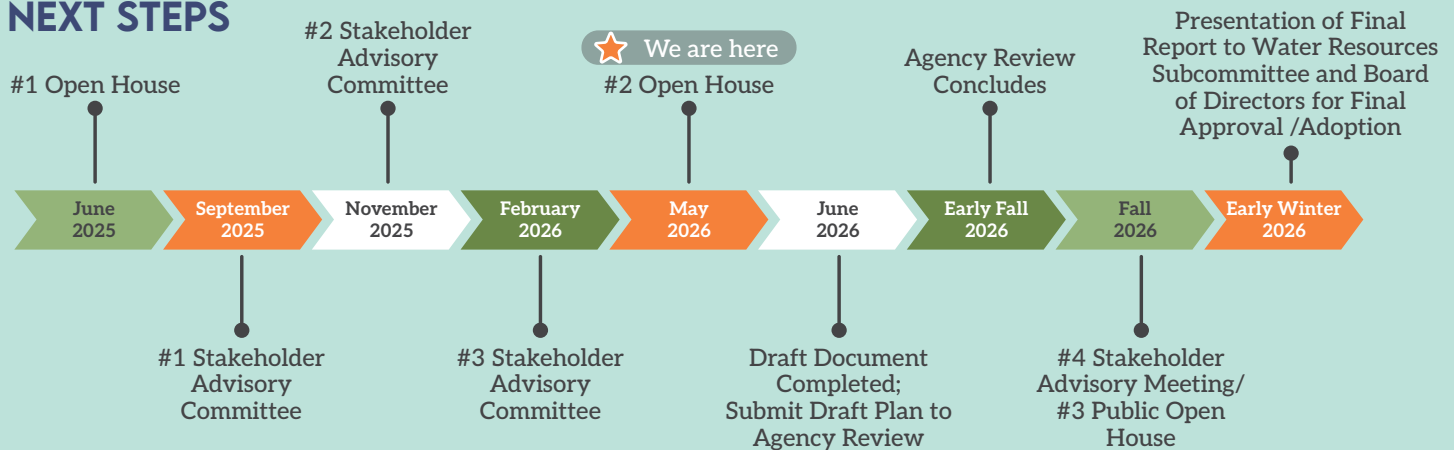 NEXT STEPS
#1 Open House
#2 Stakeholder
Advisory
Committee
We are here
#2 Open House
Agency Review
Concludes
Presentation of Final
Report to Water Resources
Subcommittee and Board
of Directors for Final
Approval /Adoption
June
2025
September
2025
November
2025
February
2026
May
2026
June
2026
Early Fall
2026
Fall
2026
Early Winter
2026
#1 Stakeholder
Advisory
Committee
#3 Stakeholder
Advisory
Committee
Draft Document
Completed;
Submit Draft Plan to
Agency Review
#4 Stakeholder
Advisory Meeting/
#3 Public Open
House